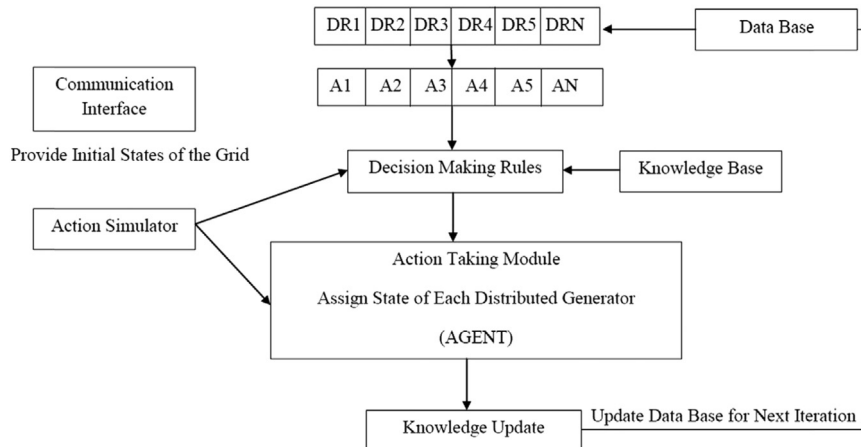 DR1 DR2 DR3 DR4 DR5 DRN
Data Base
A1 A2 A3 A4 A5 AN
Communication
Interface
Provide Initial States of the Grid
Decision Making Rules
Knowledge Base
Action Simulator
Action Taking Module
Assign State of Each Distributed Generator
(AGENT)
Knowledge Update
Update Data Base for Next Iteration